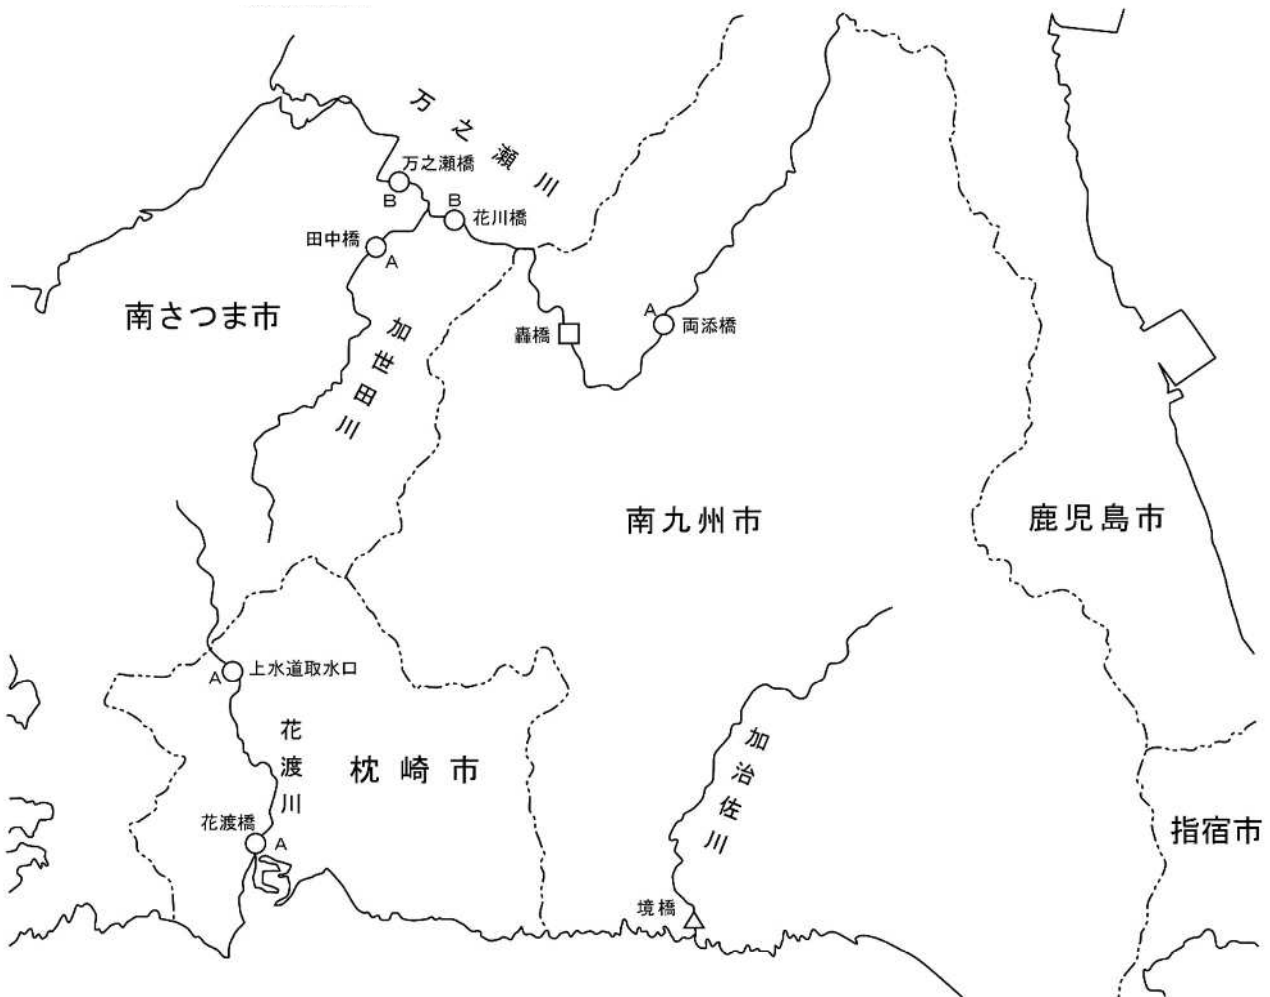 万之瀬川
万之瀬橋
B
B
花川橋
田中橋
A
南さつま市
加世田川
轟橋
A
両添橋
南九州市
鹿児島市
上水道取水口
A
花渡川
枕崎市
加治佐川
花渡橋
A
指宿市
境橋